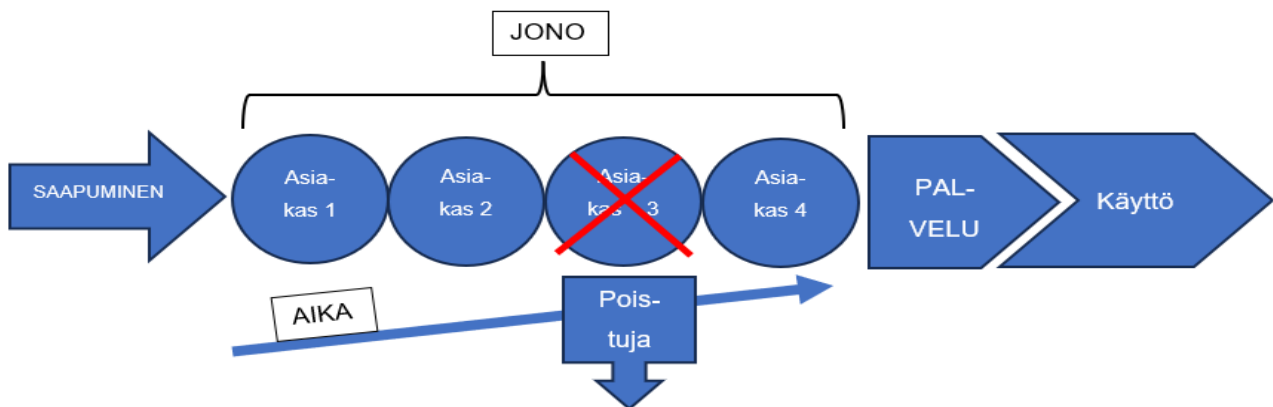 JONO
SAAPUMINEN
Asia-
kas 1
Asia-
kas 2
Asia-
kas 3
Asia-
kas 4
PAL-
VELU
Käyttö
AIKA
Pois-
tuja